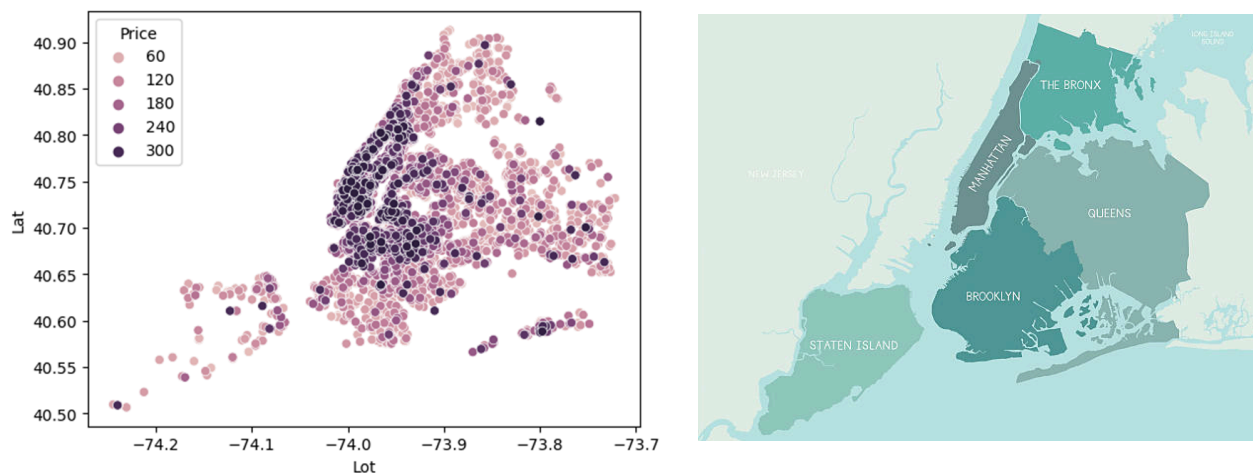 Price
60
120
180
240
300
40.90
40.85
40.80
40.75
40.70
40.65
40.60
40.55
40.50
Lat
−74.2
−74.1
−74.0
−73.9
−73.8
−73.7
Lot
LONG ISLAND
SOUND
THE BRONX
MANHATTAN
NEW JERSEY
QUEENS
BROOKLYN
STATEN ISLAND